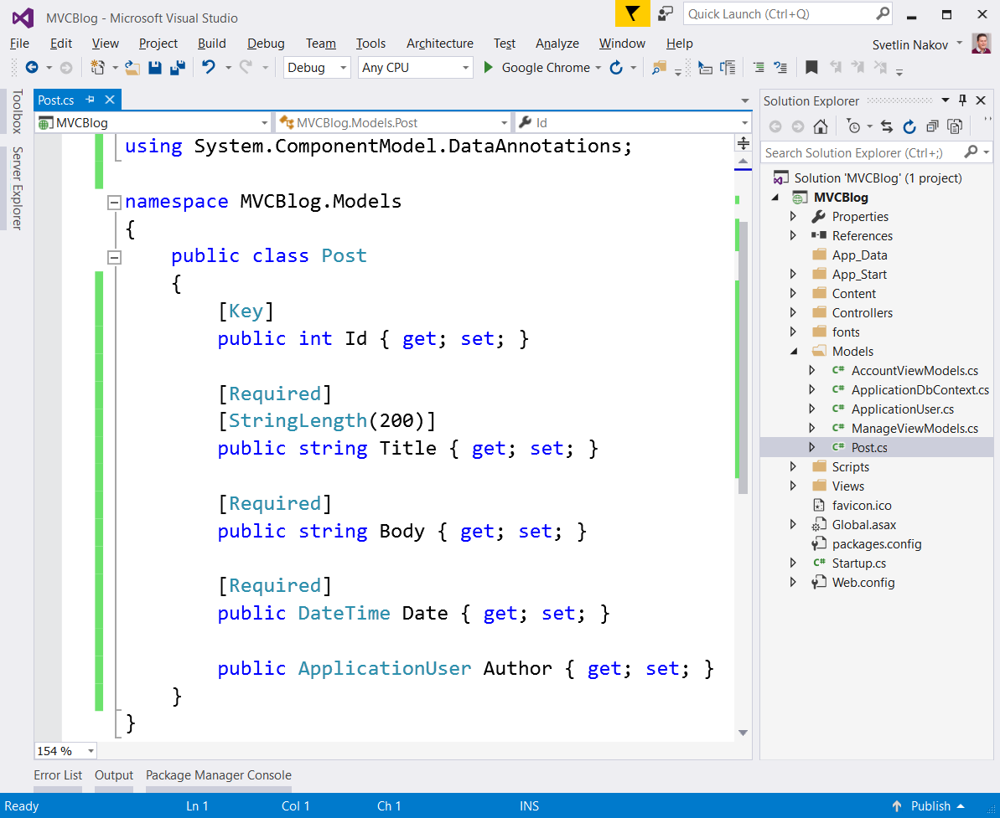 MVCBlog - Microsoft Visual Studio
Quick Launch (Ctrl+Q)
File Edit View Project Build Debug Team Tools Architecture Test Analyze Window Help
Svetlin Nakov
Debug Any CPU Google Chrome
Toolbox
Server Explorer
Post.cs
MVCBlog MVCBlog.Models.Post Id
using System.ComponentModel.DataAnnotations;
namespace MVCBlog.Models
{
public class Post
{
[Key]
public int Id { get; set; }
[Required]
[StringLength(200)]
public string Title { get; set; }
[Required]
public string Body { get; set; }
[Required]
public DateTime Date { get; set; }
public ApplicationUser Author { get; set; }
}
}
154 %
Solution Explorer
Search Solution Explorer (Ctrl+;)
Solution 'MVCBlog' (1 project)
MVCBlog
Properties
References
App_Data
App_Start
Content
Controllers
fonts
Models
C# AccountViewModels.cs
C# ApplicationDbContext.cs
C# ApplicationUser.cs
C# ManageViewModels.cs
C# Post.cs
Scripts
Views
favicon.ico
Global.asax
packages.config
C# Startup.cs
Web.config
Error List Output Package Manager Console
Ready Ln 1 Col 1 Ch 1 INS Publish